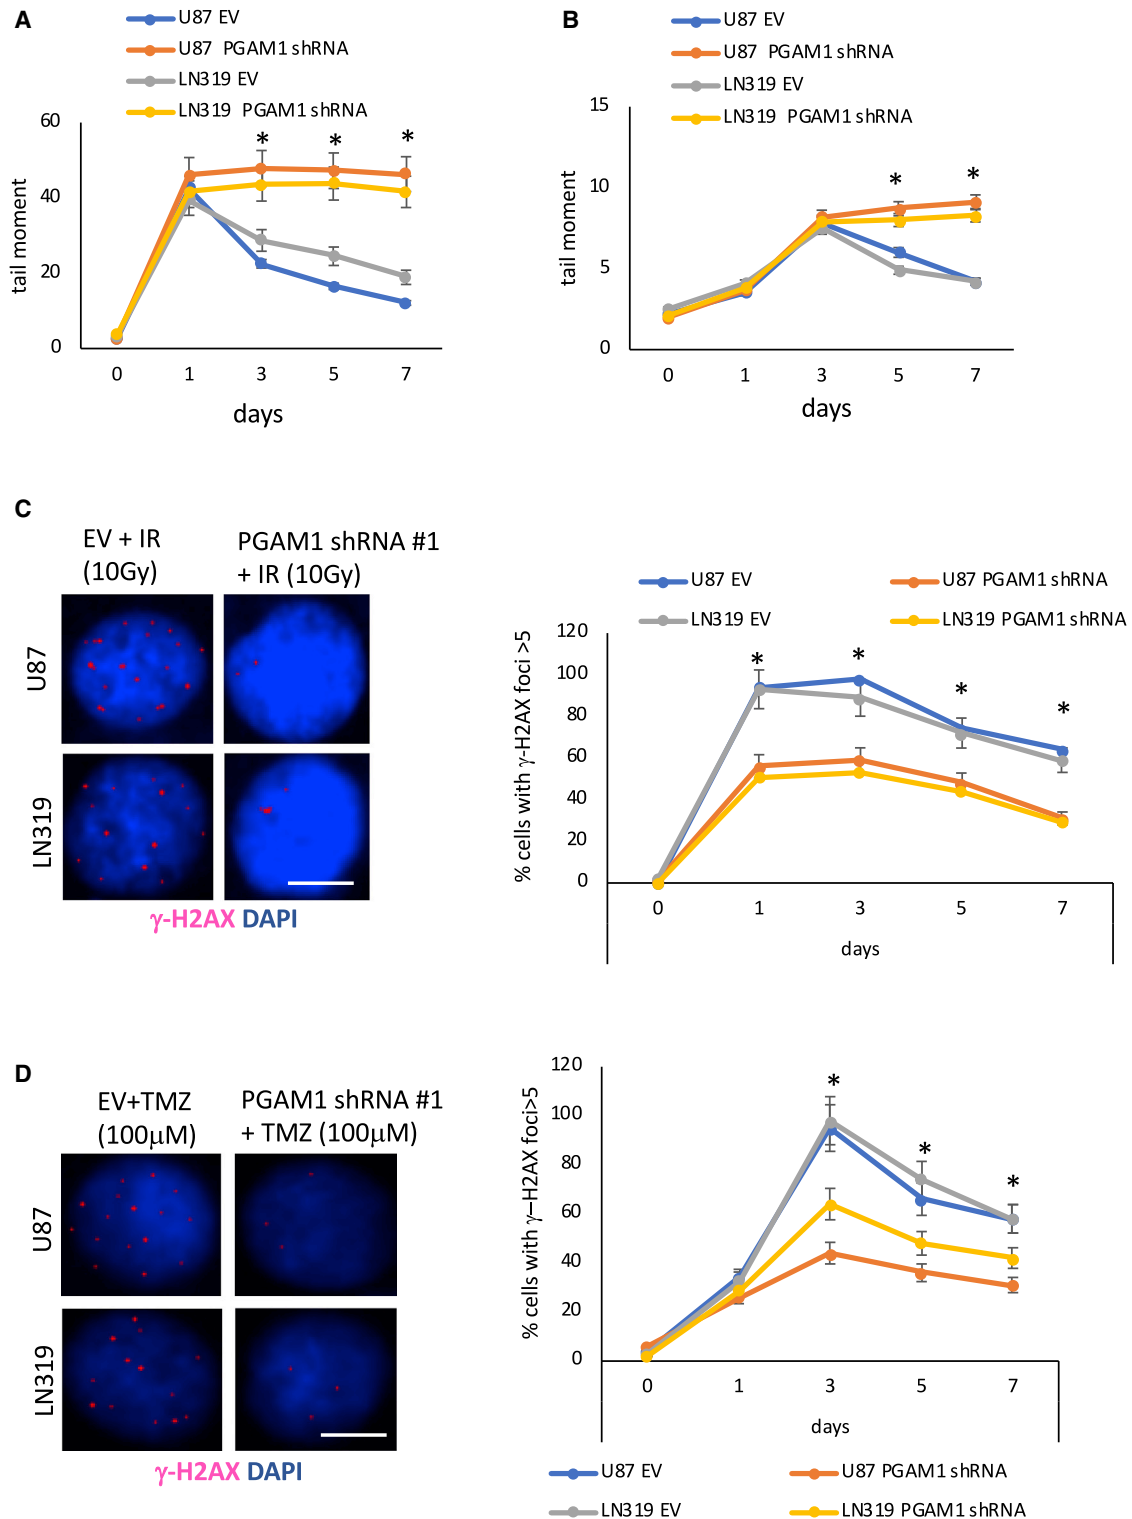 A
U87 EV
U87 PGAM1 shRNA
LN319 EV
LN319 PGAM1 shRNA
60
40
20
0
tail moment
* * *
0 1 3 5 7
days
B
U87 EV
U87 PGAM1 shRNA
LN319 EV
LN319 PGAM1 shRNA
15
10
5
0
tail moment
* *
0 1 3 5 7
days
C
EV + IR
(10Gy)
PGAM1 shRNA #1
+ IR (10Gy)
U87
LN319
γ-H2AX DAPI
U87 EV
U87 PGAM1 shRNA
LN319 EV
LN319 PGAM1 shRNA
120
100
80
60
40
20
0
% cells with γ-H2AX foci >5
* * * *
0 1 3 5 7
days
D
EV+TMZ
(100μM)
PGAM1 shRNA #1
+ TMZ (100μM)
U87
LN319
γ-H2AX DAPI
120
100
80
60
40
20
0
% cells with γ–H2AX foci>5
* * *
0 1 3 5 7
days
U87 EV
U87 PGAM1 shRNA
LN319 EV
LN319 PGAM1 shRNA